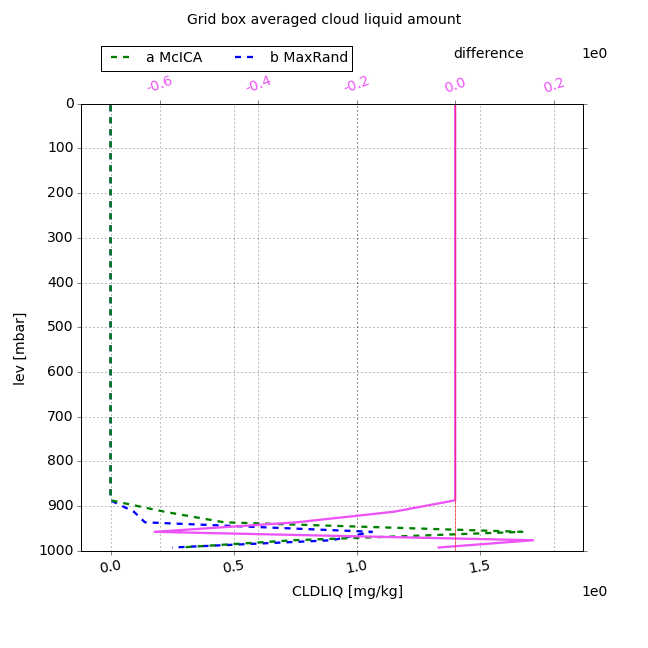 Grid box averaged cloud liquid amount
a McICA b MaxRand difference 1e0
-0.6 -0.4 -0.2 0.0 0.2
0
100
200
300
400
500
600
700
800
900
1000
lev [mbar]
0.0 0.5 1.0 1.5
CLDLIQ [mg/kg] 1e0